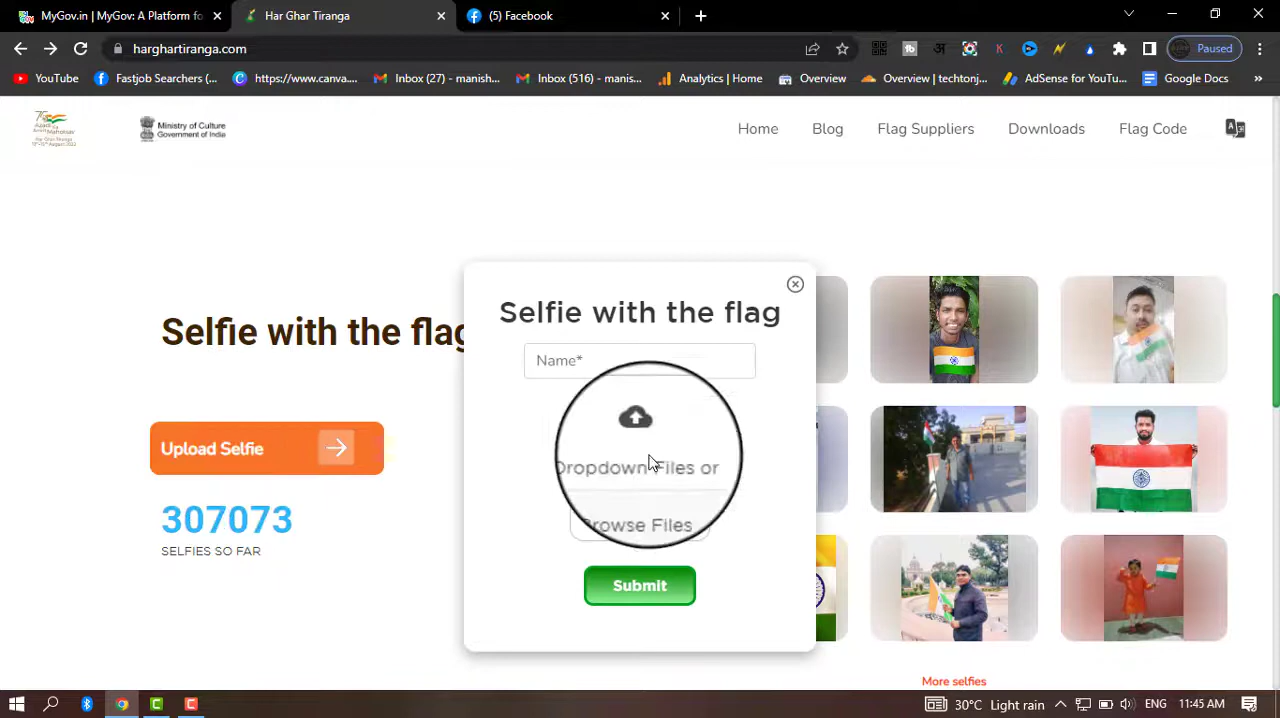 MyGov.in | MyGov: A Platform fo
Har Ghar Tiranga
(5) Facebook
harghartiranga.com
Paused
YouTube
Fastjob Searchers (...
https://www.canva....
Inbox (27) - manish...
Inbox (516) - manis...
Analytics | Home
Overview
Overview | techtonj...
AdSense for YouTub...
Google Docs
Ministry of Culture
Government of India
Home
Blog
Flag Suppliers
Downloads
Flag Code
Selfie with the flag
Upload Selfie
307073
SELFIES SO FAR
Selfie with the flag
Name*
Dropdown Files or
Browse Files
Submit
More selfies
30°C Light rain
ENG
11:45 AM